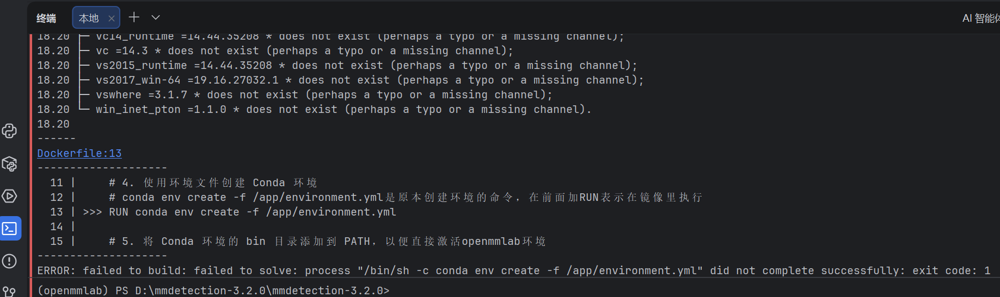 终端 本地 AI 智能体
18.20 ├─ vc14_runtime =14.44.35208 * does not exist (perhaps a typo or a missing channel);
18.20 ├─ vc =14.3 * does not exist (perhaps a typo or a missing channel);
18.20 ├─ vs2015_runtime =14.44.35208 * does not exist (perhaps a typo or a missing channel);
18.20 ├─ vs2017_win-64 =19.16.27032.1 * does not exist (perhaps a typo or a missing channel);
18.20 ├─ vswhere =3.1.7 * does not exist (perhaps a typo or a missing channel);
18.20 └─ win_inet_pton =1.1.0 * does not exist (perhaps a typo or a missing channel).
18.20
------
Dockerfile:13
--------------------
11 | # 4. 使用环境文件创建 Conda 环境
12 | # conda env create -f /app/environment.yml是原本创建环境的命令，在前面加RUN表示在镜像里执行
13 | >>> RUN conda env create -f /app/environment.yml
14 |
15 | # 5. 将 Conda 环境的 bin 目录添加到 PATH，以便直接激活openmmlab环境
--------------------
ERROR: failed to build: failed to solve: process "/bin/sh -c conda env create -f /app/environment.yml" did not complete successfully: exit code: 1
(openmmlab) PS D:\mmdetection-3.2.0\mmdetection-3.2.0>